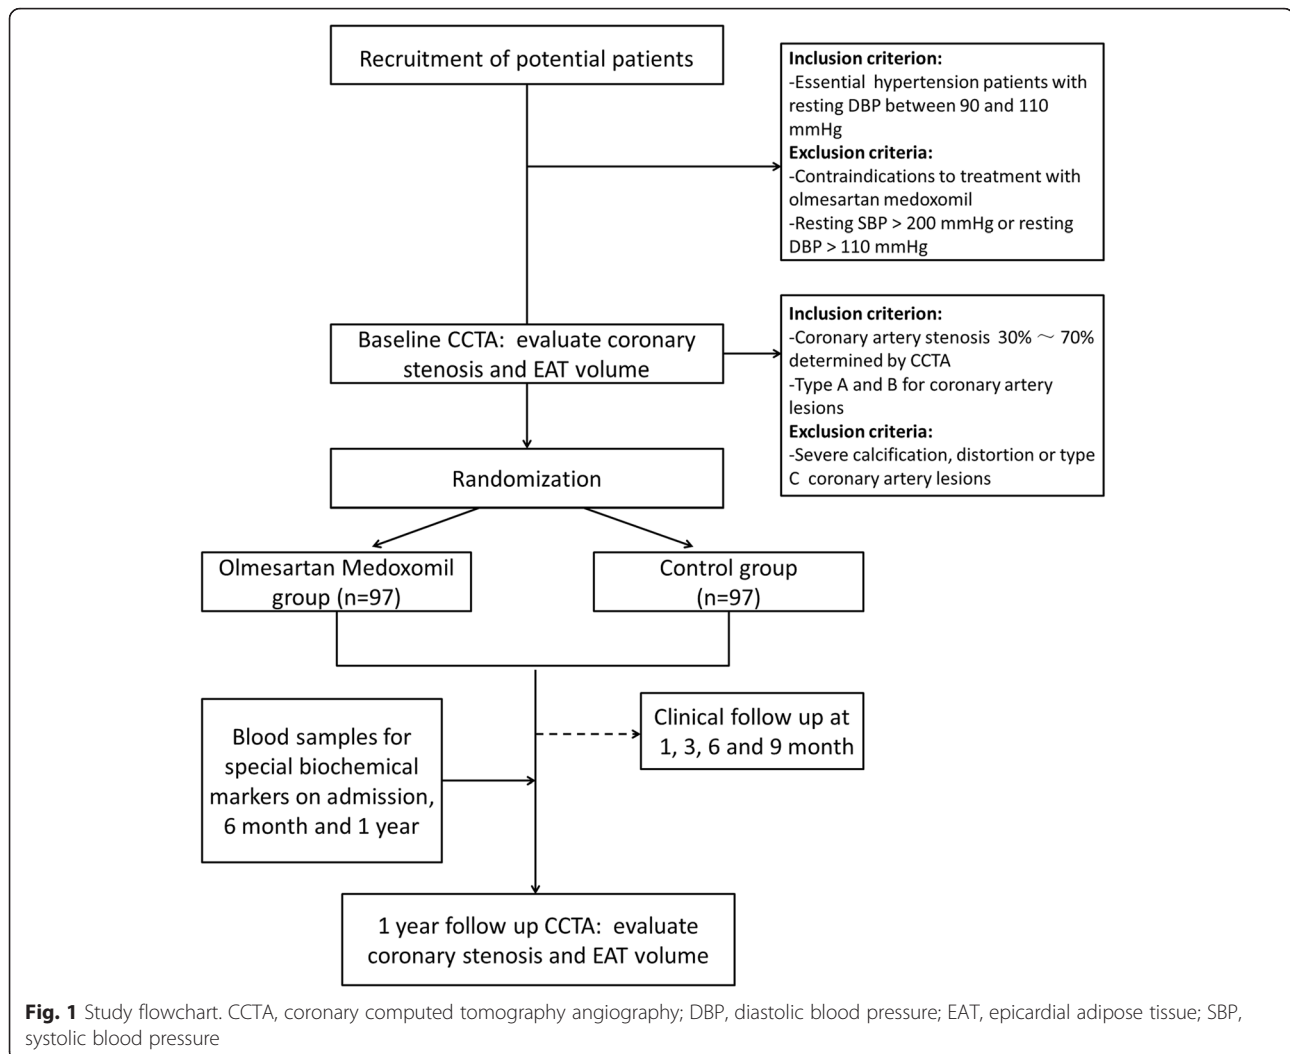 Recruitment of potential patients
Inclusion criterion:
-Essential hypertension patients with
resting DBP between 90 and 110
mmHg
Exclusion criteria:
-Contraindications to treatment with
olmesartan medoxomil
-Resting SBP > 200 mmHg or resting
DBP > 110 mmHg
Baseline CCTA: evaluate coronary
stenosis and EAT volume
Inclusion criterion:
-Coronary artery stenosis 30% ～ 70%
determined by CCTA
-Type A and B for coronary artery
lesions
Exclusion criteria:
-Severe calcification, distortion or type
C coronary artery lesions
Randomization
Olmesartan Medoxomil
group (n=97)
Control group
(n=97)
Blood samples for
special biochemical
markers on admission,
6 month and 1 year
Clinical follow up at
1, 3, 6 and 9 month
1 year follow up CCTA: evaluate
coronary stenosis and EAT volume
Fig. 1 Study flowchart. CCTA, coronary computed tomography angiography; DBP, diastolic blood pressure; EAT, epicardial adipose tissue; SBP,
systolic blood pressure